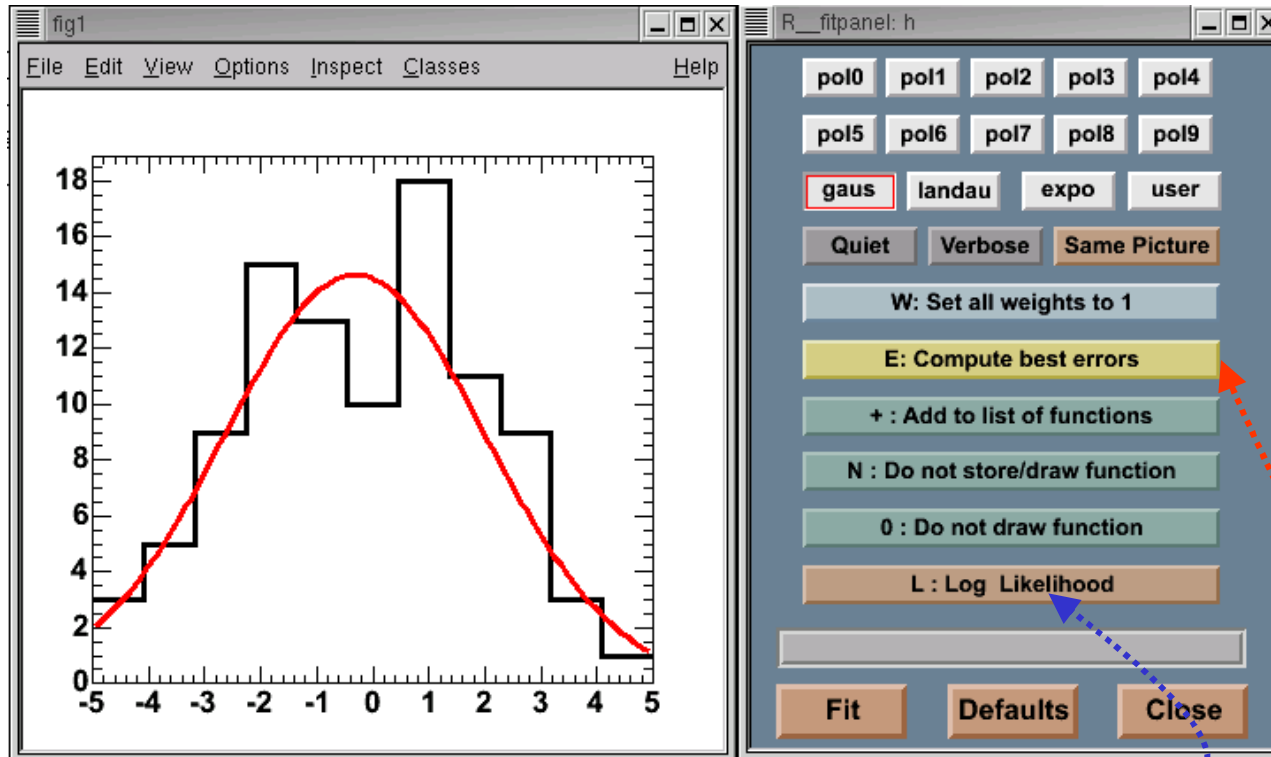 fig1
File Edit View Options Inspect Classes Help
18
16
14
12
10
8
6
4
2
0
-5 -4 -3 -2 -1 0 1 2 3 4 5
R__fitpanel: h
pol0 pol1 pol2 pol3 pol4
pol5 pol6 pol7 pol8 pol9
gaus landau expo user
Quiet Verbose Same Picture
W: Set all weights to 1
E: Compute best errors
+ : Add to list of functions
N : Do not store/draw function
0 : Do not draw function
L : Log Likelihood
Fit Defaults Close